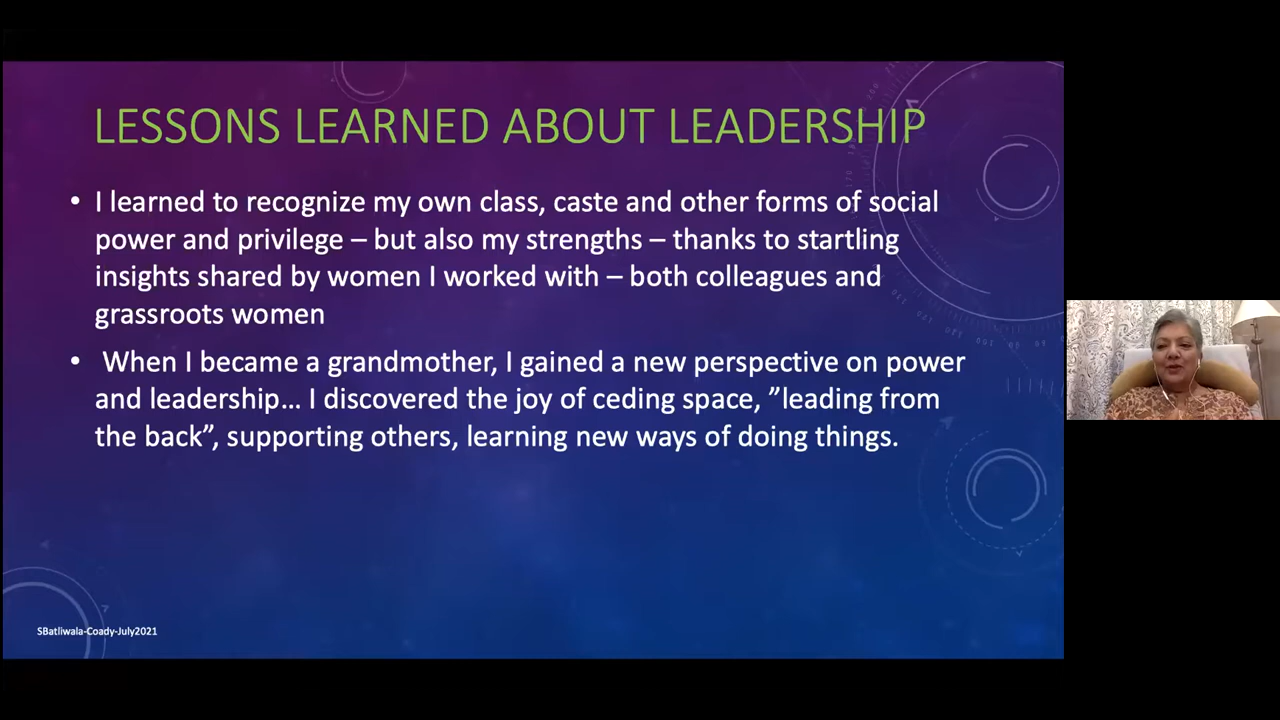 LESSONS LEARNED ABOUT LEADERSHIP
• I learned to recognize my own class, caste and other forms of social
power and privilege – but also my strengths – thanks to startling
insights shared by women I worked with – both colleagues and
grassroots women
• When I became a grandmother, I gained a new perspective on power
and leadership... I discovered the joy of ceding space, ”leading from
the back”, supporting others, learning new ways of doing things.
SBatliwala-Coady-July2021